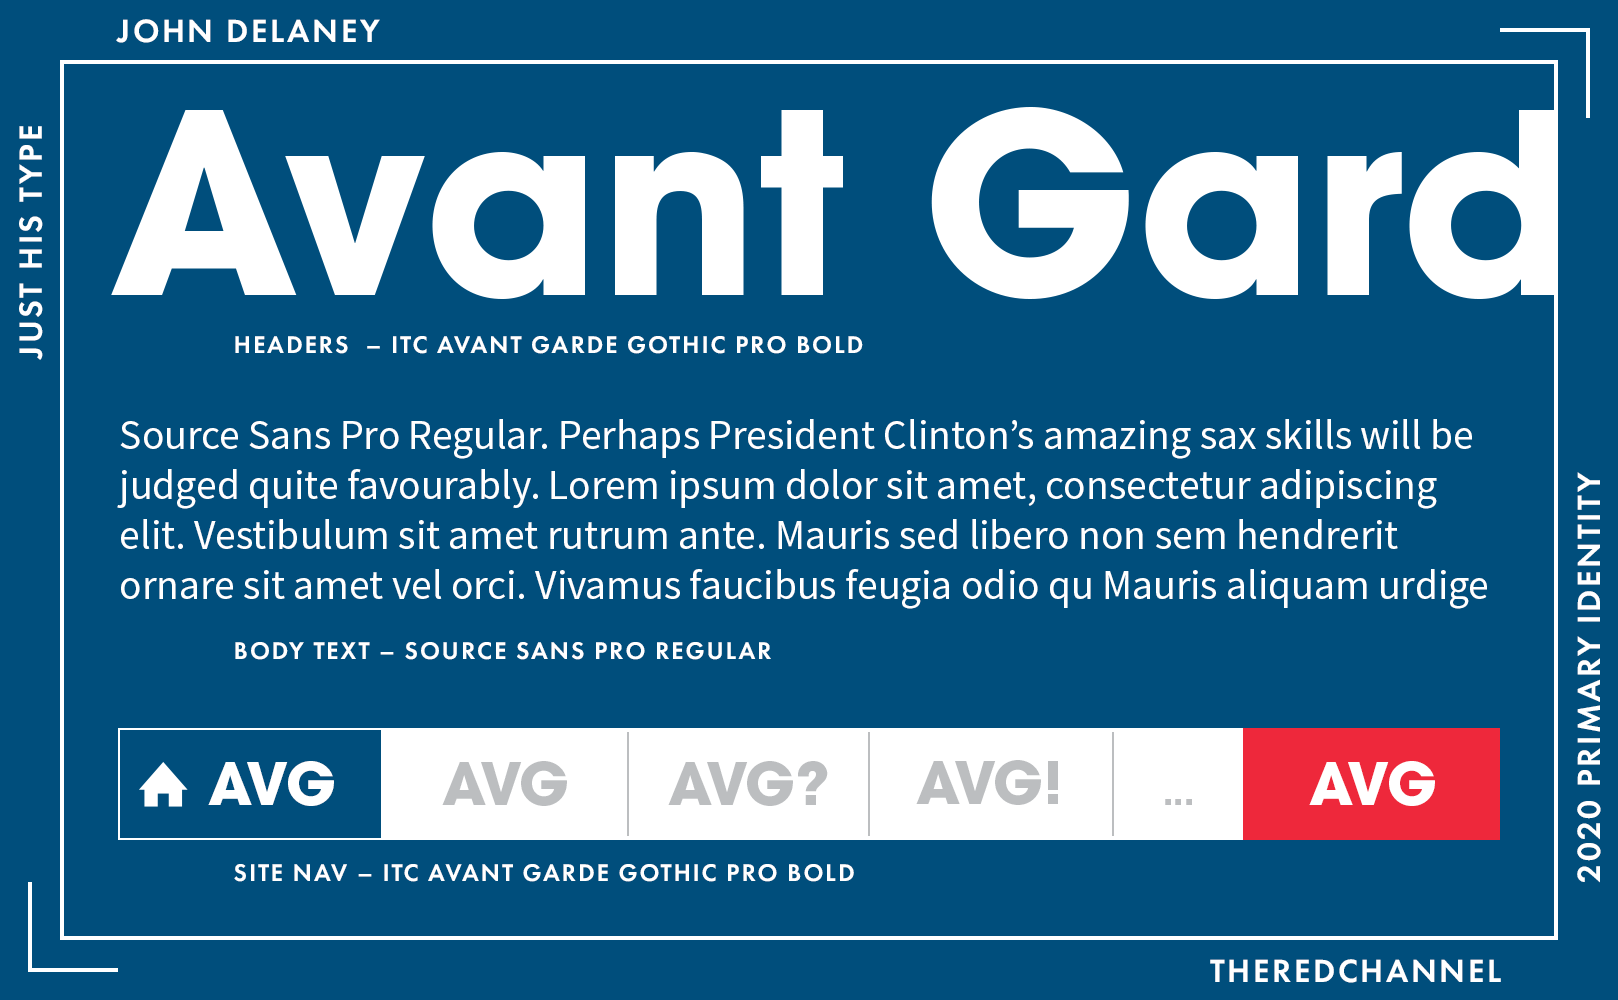 JOHN DELANEY
JUST HIS TYPE
Avant Gard
HEADERS – ITC AVANT GARDE GOTHIC PRO BOLD
Source Sans Pro Regular. Perhaps President Clinton’s amazing sax skills will be
judged quite favourably. Lorem ipsum dolor sit amet, consectetur adipiscing
elit. Vestibulum sit amet rutrum ante. Mauris sed libero non sem hendrerit
ornare sit amet vel orci. Vivamus faucibus feugia odio qu Mauris aliquam urdige
BODY TEXT – SOURCE SANS PRO REGULAR
AVG AVG AVG? AVG! ... AVG
SITE NAV – ITC AVANT GARDE GOTHIC PRO BOLD
2020 PRIMARY IDENTITY
THEREDCHANNEL